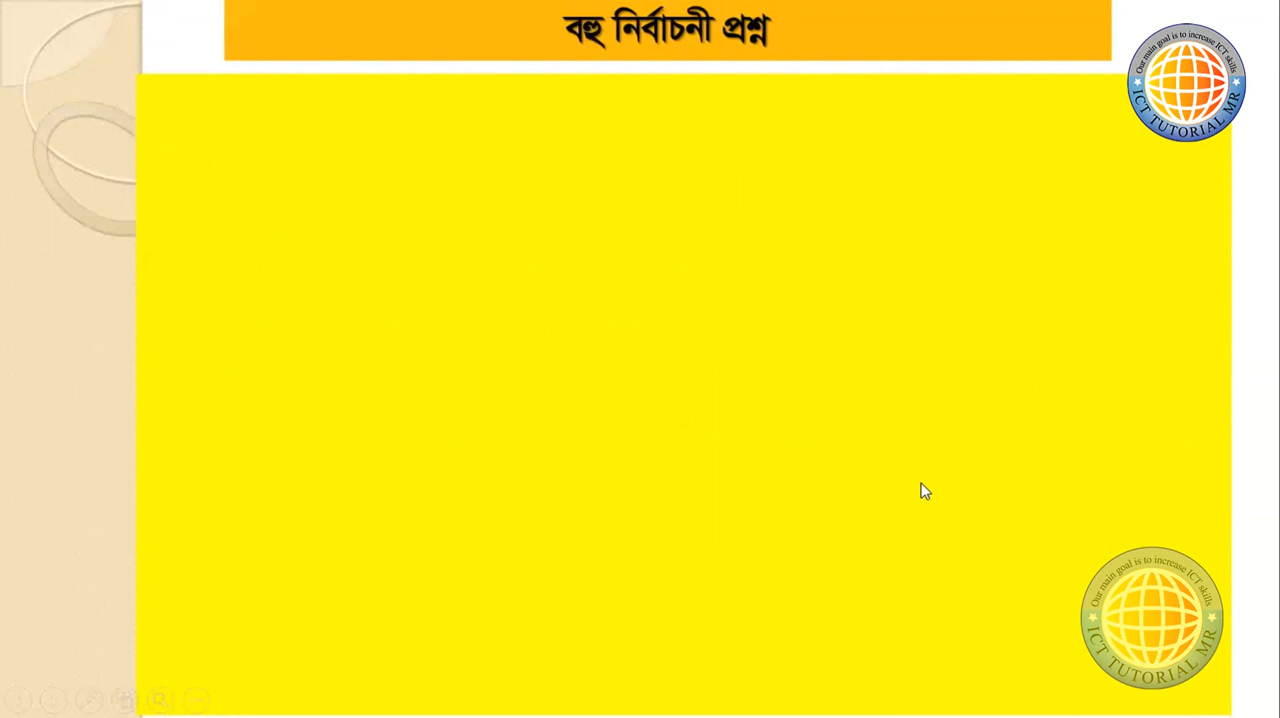 বহু নির্বাচনী প্রশ্ন
Our main goal is to increase ICT skills
ICT TUTORIAL MR
Our main goal is to increase ICT skills
ICT TUTORIAL MR